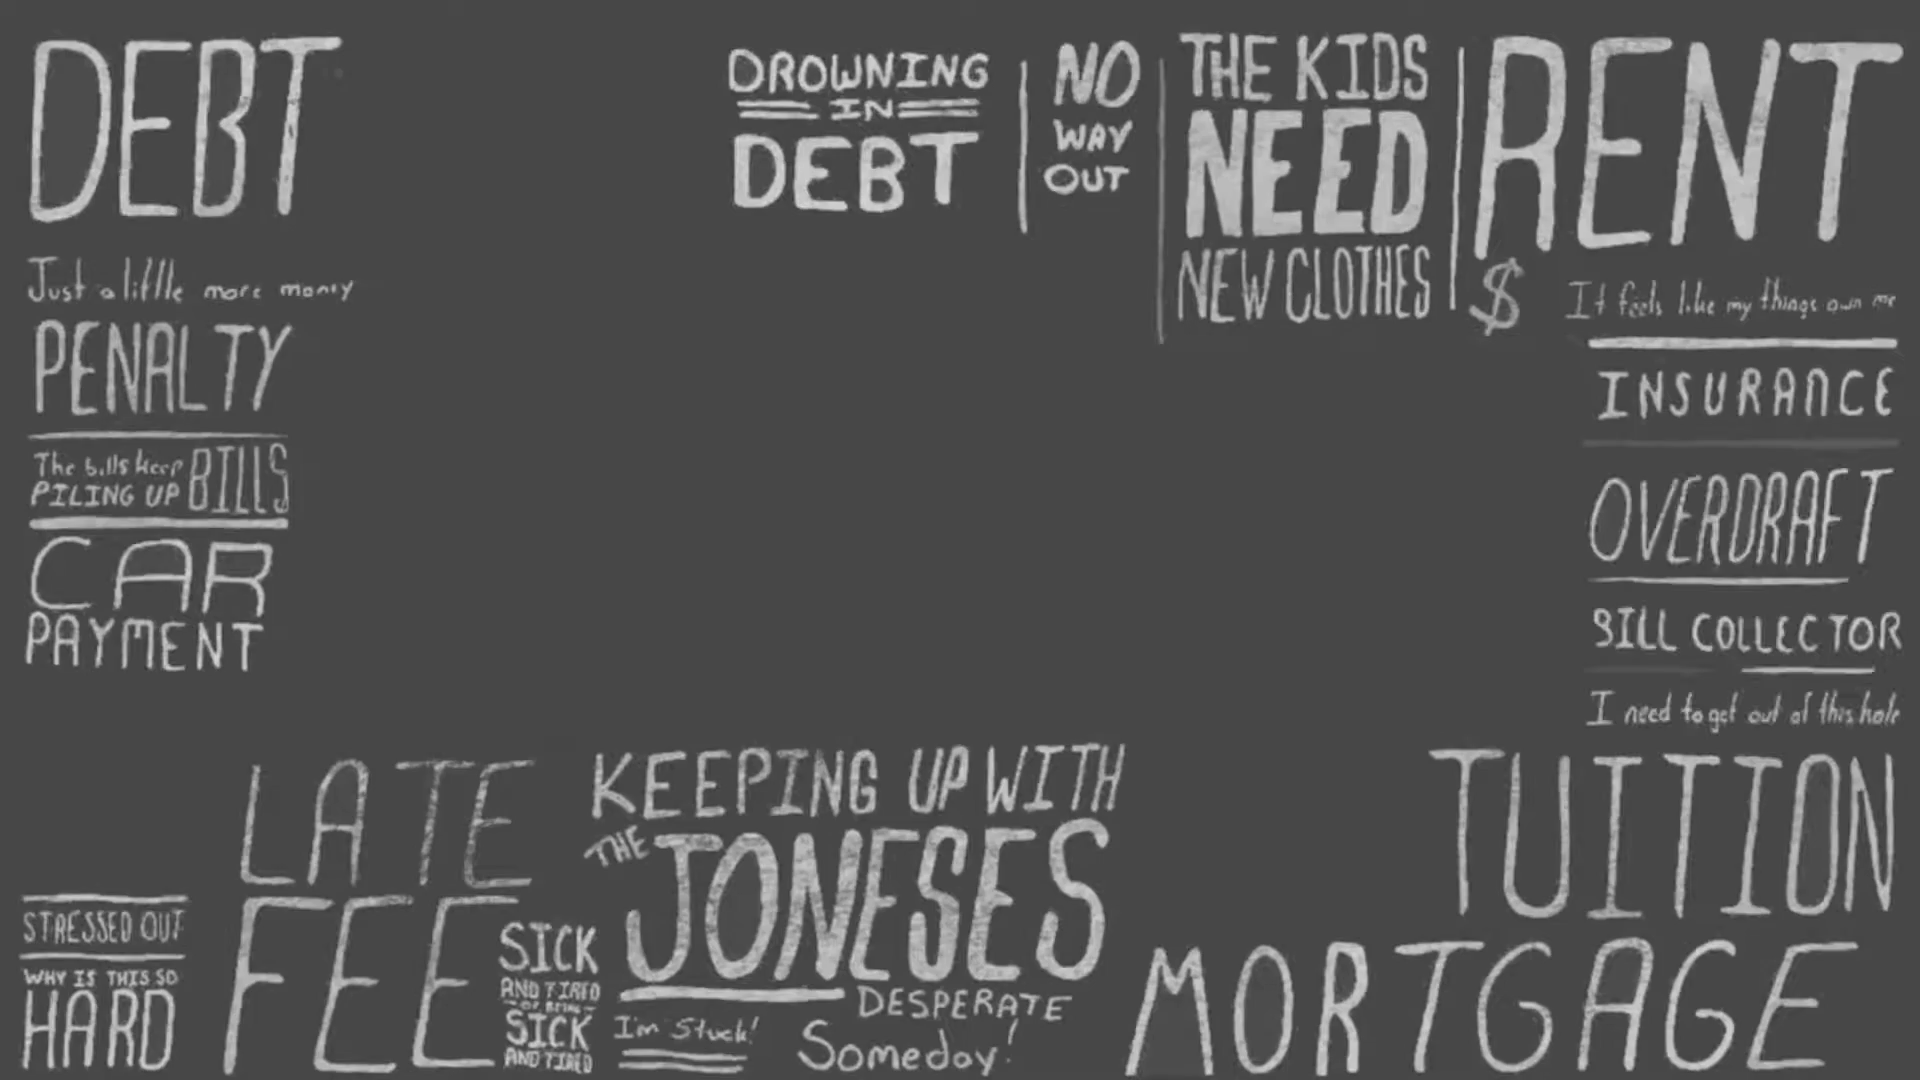 DEBT
Just a little more money
PENALTY
The bills keep
PILING UP
BILLS
CAR
PAYMENT
DROWNING
IN
DEBT
NO
WAY
OUT
THE KIDS
NEED
NEW CLOTHES
RENT
$
It feels like my things own me
INSURANCE
OVERDRAFT
BILL COLLECTOR
I need to get out of this hole
TUITION
MORTGAGE
LATE
FEE
STRESSED OUT
WHY IS THIS SO
HARD
SICK
AND TIRED
OF BEING
SICK
AND TIRED
KEEPING UP WITH
THE JONESES
DESPERATE
I'm Stuck!
Someday!